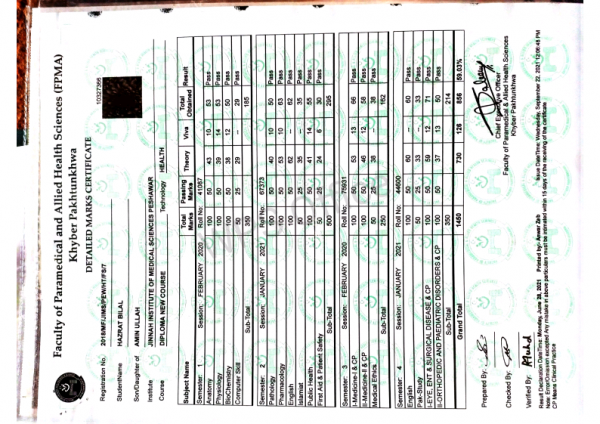 Faculty of Paramedical and Allied Health Sciences (FPMA)
Khyber Pakhtunkhwa
DETAILED MARKS CERTIFICATE
10327366
Registration No. 2018/MF/JIMS/PEW/HT/FS/7
StudentName HAZRAT BILAL
Son/Daughter of AMIN ULLAH
Institute JINNAH INSTITUTE OF MEDICAL SCIENCES PESHAWAR
Course DIPLOMA NEW COURSE Technology HEALTH
Subject Name Total Marks Passing Marks Theory Viva Total Obtained Result
Semester: 1 Session: FEBRUARY 2020 Roll No: 41067
Anatomy 100 50 43 10 53 Pass
Physiology 100 50 39 14 53 Pass
BioChemistry 100 50 38 12 50 Pass
Computer Skill 50 25 29 - 29 Pass
Sub-Total 350 185
Semester: 2 Session: JANUARY 2021 Roll No: 67373
Pathology 100 50 40 10 50 Pass
Pharmacology 100 50 53 10 63 Pass
English 100 50 62 - 62 Pass
Islamiat 50 25 35 - 35 Pass
Public Health 100 50 41 14 55 Pass
First Aid & Patient Safety 50 25 24 6 30 Pass
Sub-Total 500 295
Semester: 3 Session: FEBRUARY 2020 Roll No: 75931
I-Medicine-I & CP 100 50 53 13 66 Pass
II-Medicine-II & CP 100 50 46 12 58 Pass
Medical Ethics 50 25 38 - 38 Pass
Sub-Total 250 162
Semester: 4 Session: JANUARY 2021 Roll No: 44600
English 100 50 60 - 60 Pass
Pak-Study 50 25 33 - 33 Pass
I-EYE, ENT & SURGICAL DISEASE & CP 100 50 59 12 71 Pass
II-ORTHOPEDIC AND PAEDIATRIC DISORDERS & CP 100 50 37 13 50 Pass
Sub-Total 350 214
Grand Total 1450 730 126 856 59.03%
Prepared By:
Checked By:
Verified By:
Chief Executive Officer
Faculty of Paramedical & Allied Health Sciences
Khyber Pakhtunkhwa
Result Declaration Date/Time: Monday, June 28, 2021 Printed by: Anwer Zeb Issue Date/Time: Wednesday, September 22, 2021 12:06:48 PM
Note: Error/Omission excepted Any mistake in above particulars must be intimated within 15 days of the receiving of the certificate
CP Means Clinical Practice